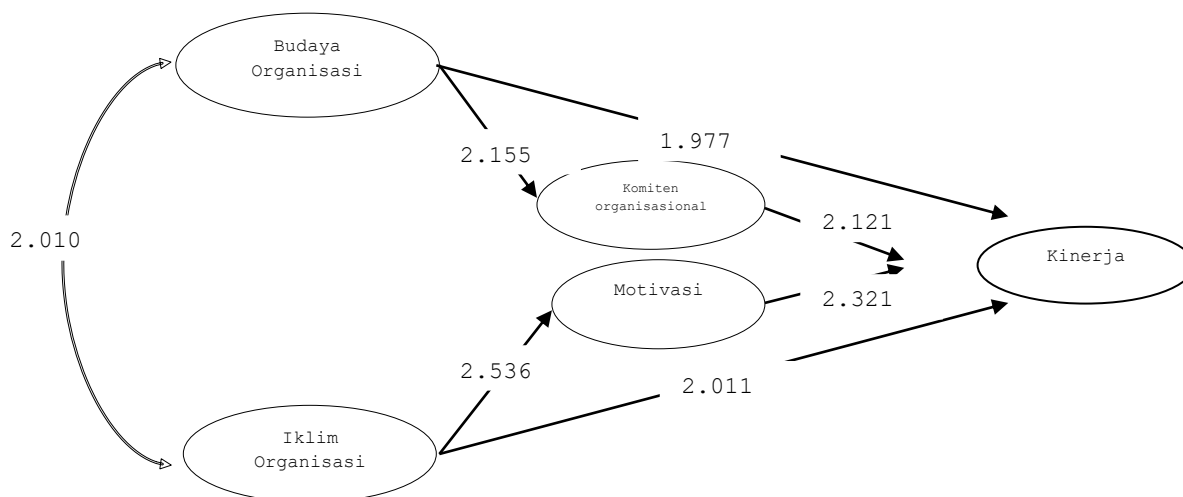 Budaya
Organisasi
1.977
2.155
Komiten
organisasional
2.121
2.010
Kinerja
Motivasi
2.321
2.536
2.011
Iklim
Organisasi